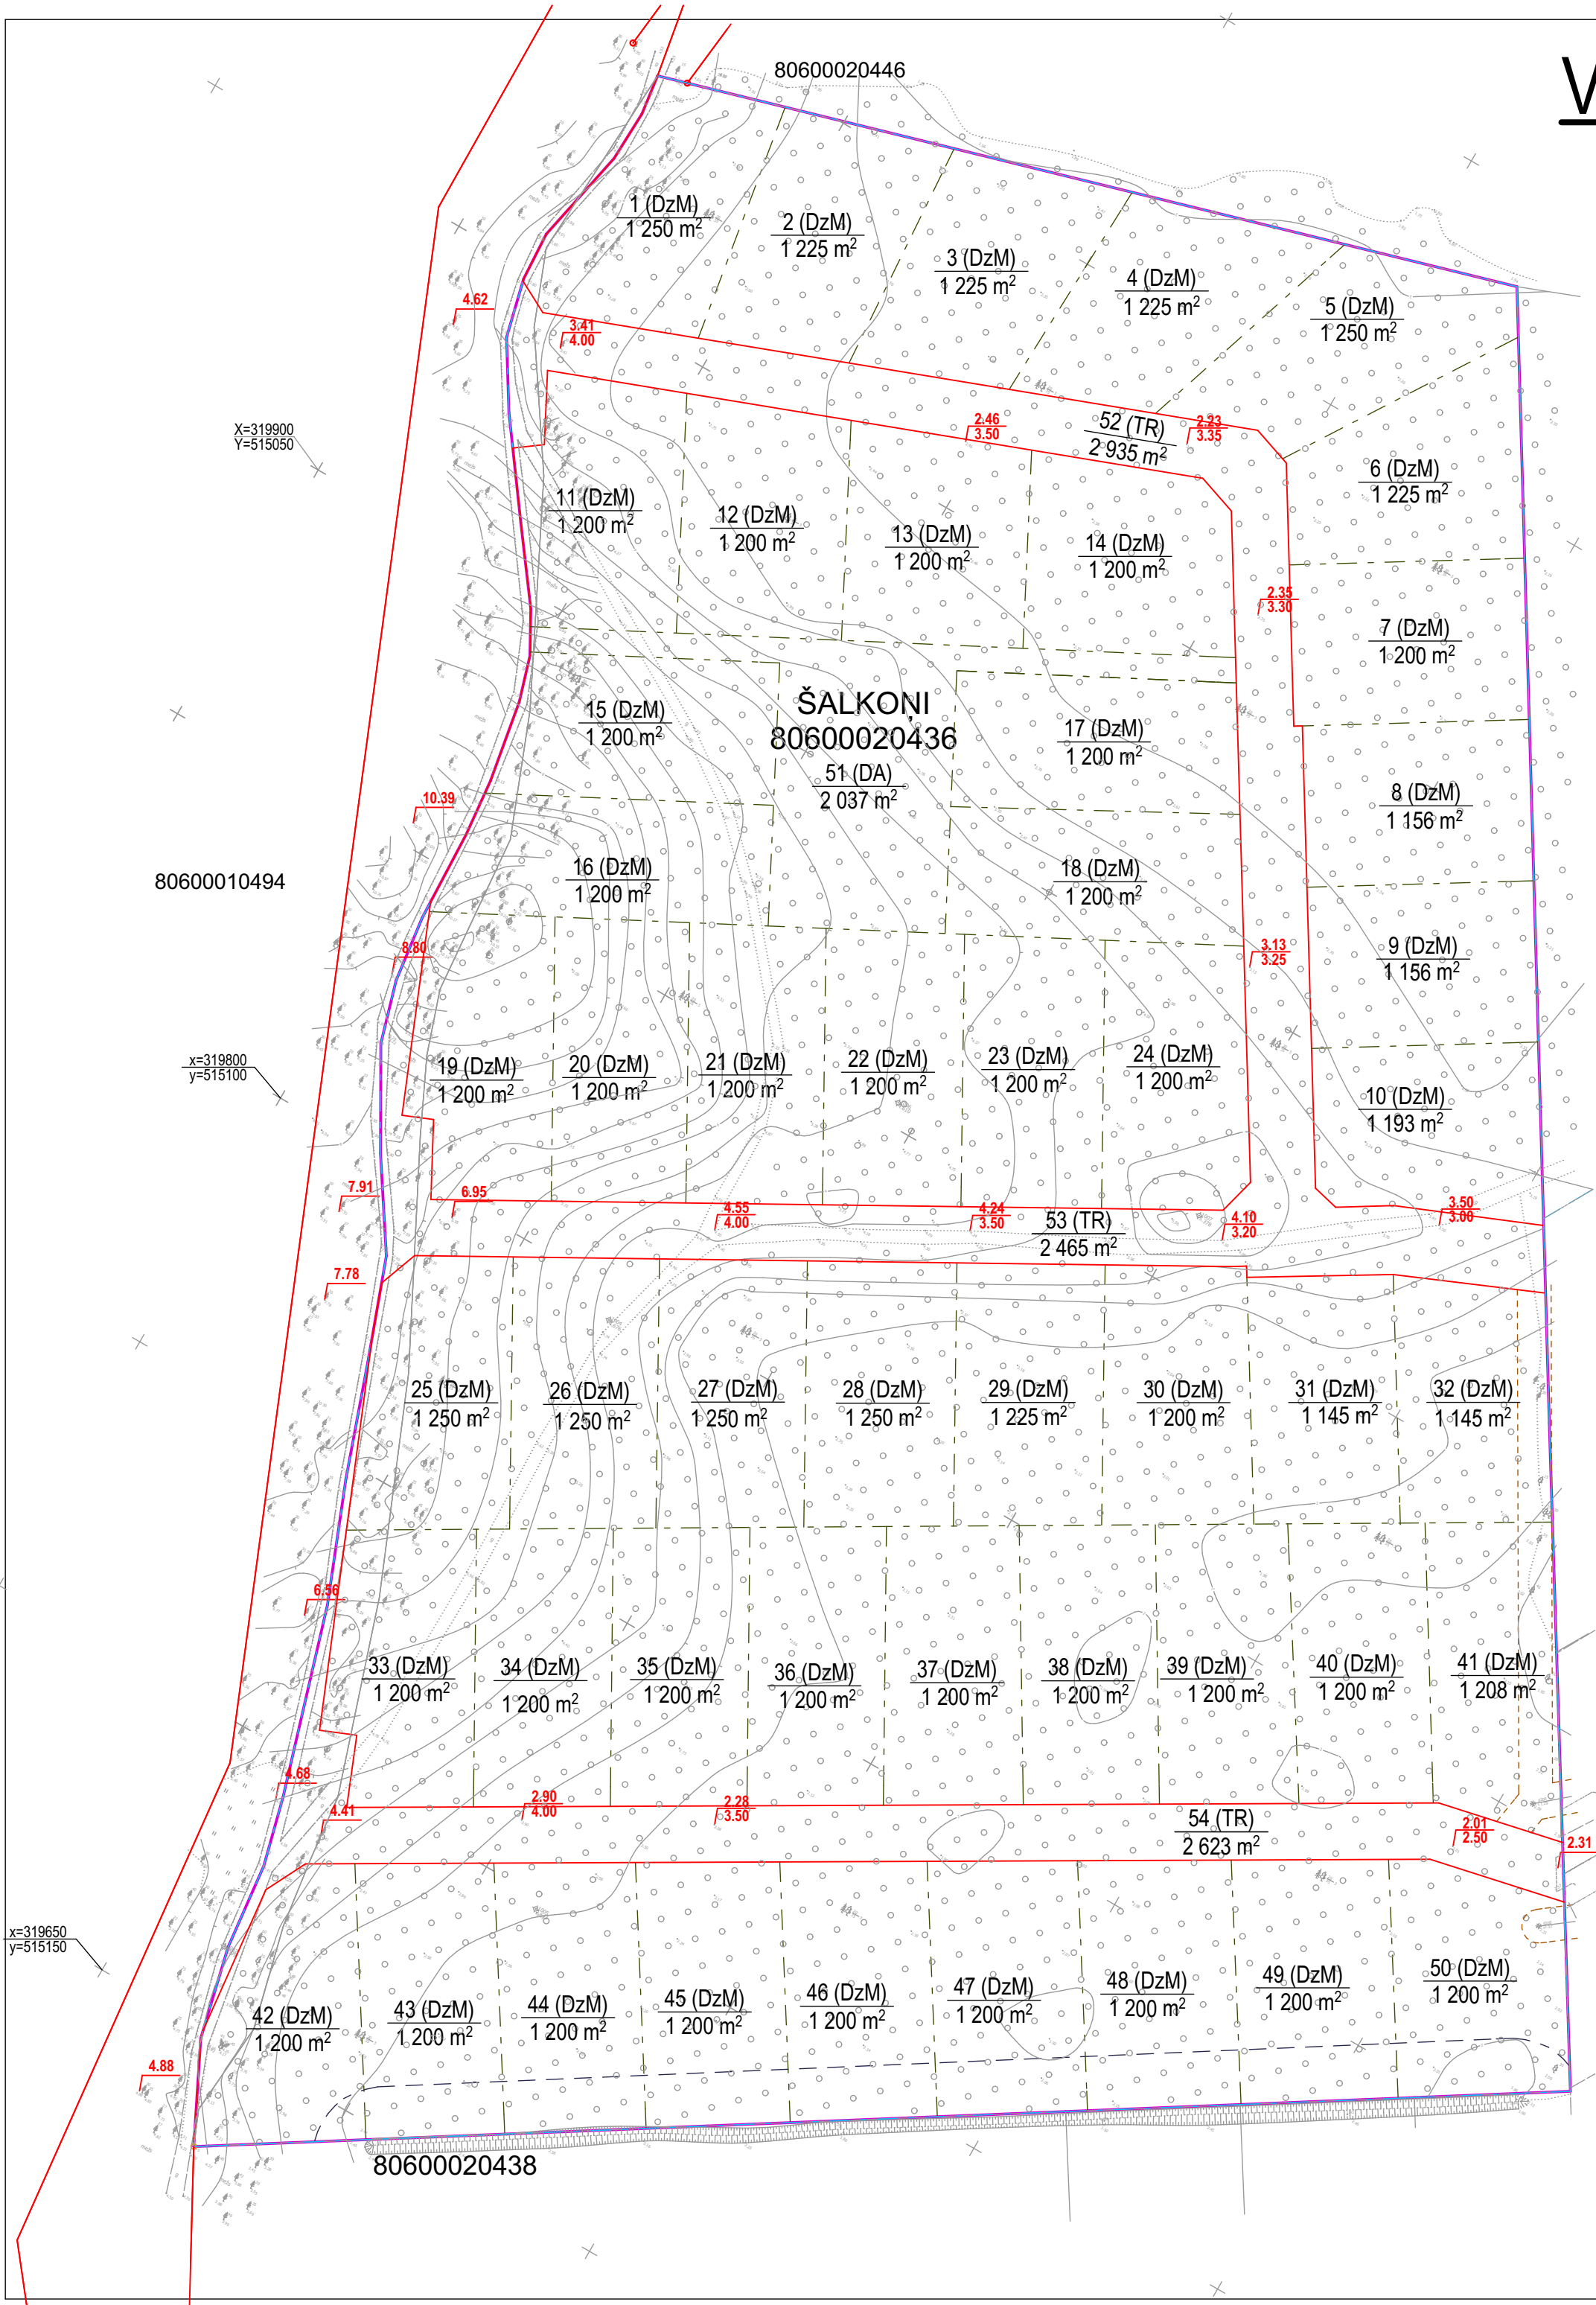 80600020446
V
1 (DzM)
1 250 m²
2 (DzM)
1 225 m²
3 (DzM)
1 225 m²
4 (DzM)
1 225 m²
5 (DzM)
1 250 m²
4.62
3.41
4.00
2.46
3.50
52 (TR)
2 935 m²
2.23
3.35
X=319900
Y=515050
6 (DzM)
1 225 m²
11 (DzM)
1 200 m²
12 (DzM)
1 200 m²
13 (DzM)
1 200 m²
14 (DzM)
1 200 m²
2.35
3.30
7 (DzM)
1 200 m²
15 (DzM)
1 200 m²
ŠALKOŅI
80600020436
51 (DA)
2 037 m²
17 (DzM)
1 200 m²
10.39
8 (DzM)
1 156 m²
80600010494
16 (DzM)
1 200 m²
18 (DzM)
1 200 m²
8.80
3.13
3.25
9 (DzM)
1 156 m²
x=319800
y=515100
19 (DzM)
1 200 m²
20 (DzM)
1 200 m²
21 (DzM)
1 200 m²
22 (DzM)
1 200 m²
23 (DzM)
1 200 m²
24 (DzM)
1 200 m²
10 (DzM)
1 193 m²
7.91
6.95
4.55
4.00
4.24
3.50
53 (TR)
2 465 m²
4.10
3.20
3.50
3.00
7.78
25 (DzM)
1 250 m²
26 (DzM)
1 250 m²
27 (DzM)
1 250 m²
28 (DzM)
1 250 m²
29 (DzM)
1 225 m²
30 (DzM)
1 200 m²
31 (DzM)
1 145 m²
32 (DzM)
1 145 m²
6.56
33 (DzM)
1 200 m²
34 (DzM)
1 200 m²
35 (DzM)
1 200 m²
36 (DzM)
1 200 m²
37 (DzM)
1 200 m²
38 (DzM)
1 200 m²
39 (DzM)
1 200 m²
40 (DzM)
1 200 m²
41 (DzM)
1 208 m²
4.68
4.41
2.90
4.00
2.28
3.50
54 (TR)
2 623 m²
2.01
2.50
2.31
x=319650
y=515150
42 (DzM)
1 200 m²
43 (DzM)
1 200 m²
44 (DzM)
1 200 m²
45 (DzM)
1 200 m²
46 (DzM)
1 200 m²
47 (DzM)
1 200 m²
48 (DzM)
1 200 m²
49 (DzM)
1 200 m²
50 (DzM)
1 200 m²
4.88
80600020438